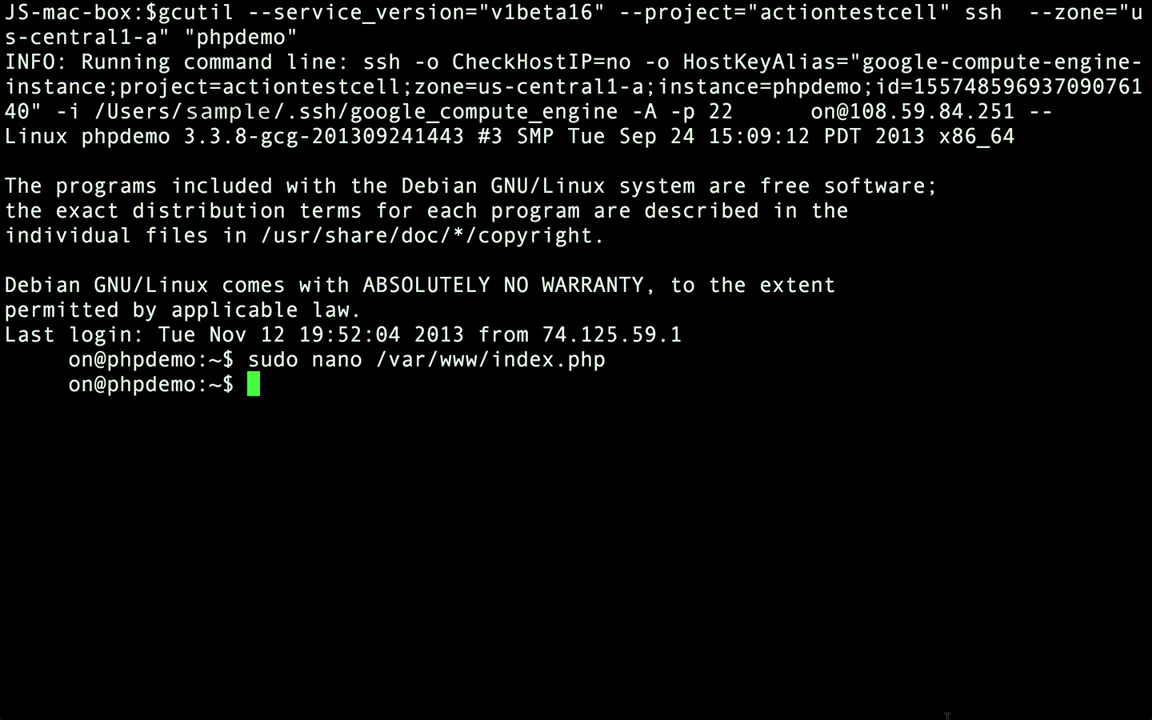 JS-mac-box:$gcutil --service_version="v1beta16" --project="actiontestcell" ssh  --zone="u
s-central1-a" "phpdemo"
INFO: Running command line: ssh -o CheckHostIP=no -o HostKeyAlias="google-compute-engine-
instance;project=actiontestcell;zone=us-central1-a;instance=phpdemo;id=155748596937090761
40" -i /Users/sample/.ssh/google_compute_engine -A -p 22      on@108.59.84.251 --
Linux phpdemo 3.3.8-gcg-201309241443 #3 SMP Tue Sep 24 15:09:12 PDT 2013 x86_64
The programs included with the Debian GNU/Linux system are free software;
the exact distribution terms for each program are described in the
individual files in /usr/share/doc/*/copyright.
Debian GNU/Linux comes with ABSOLUTELY NO WARRANTY, to the extent
permitted by applicable law.
Last login: Tue Nov 12 19:52:04 2013 from 74.125.59.1
on@phpdemo:~$ sudo nano /var/www/index.php
on@phpdemo:~$